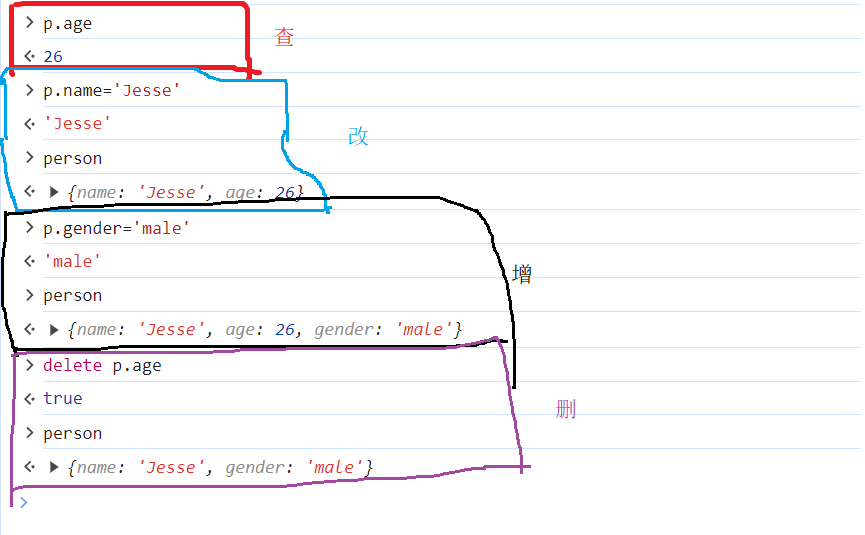 > p.age
查
<· 26
> p.name='Jesse'
<· 'Jesse'
改
> person
<· ▶ {name: 'Jesse', age: 26}
> p.gender='male'
<· 'male'
增
> person
<· ▶ {name: 'Jesse', age: 26, gender: 'male'}
> delete p.age
<· true
删
> person
<· ▶ {name: 'Jesse', gender: 'male'}
>